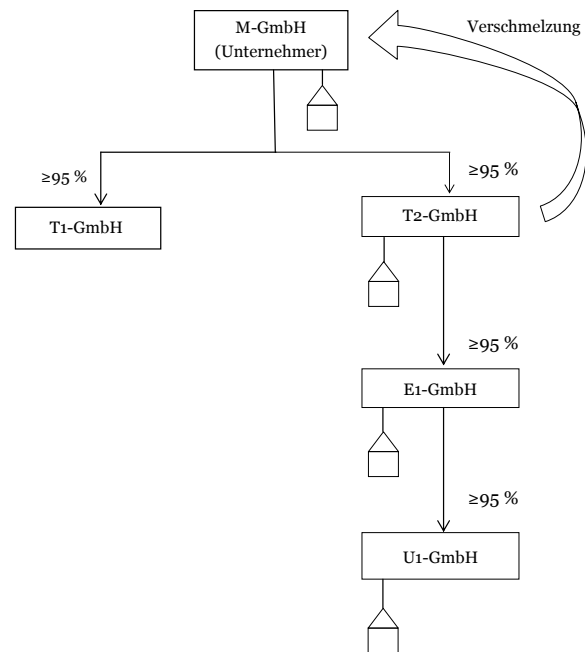 M-GmbH
(Unternehmer)
Verschmelzung
≥95 %
≥95 %
T1-GmbH
T2-GmbH
≥95 %
E1-GmbH
≥95 %
U1-GmbH